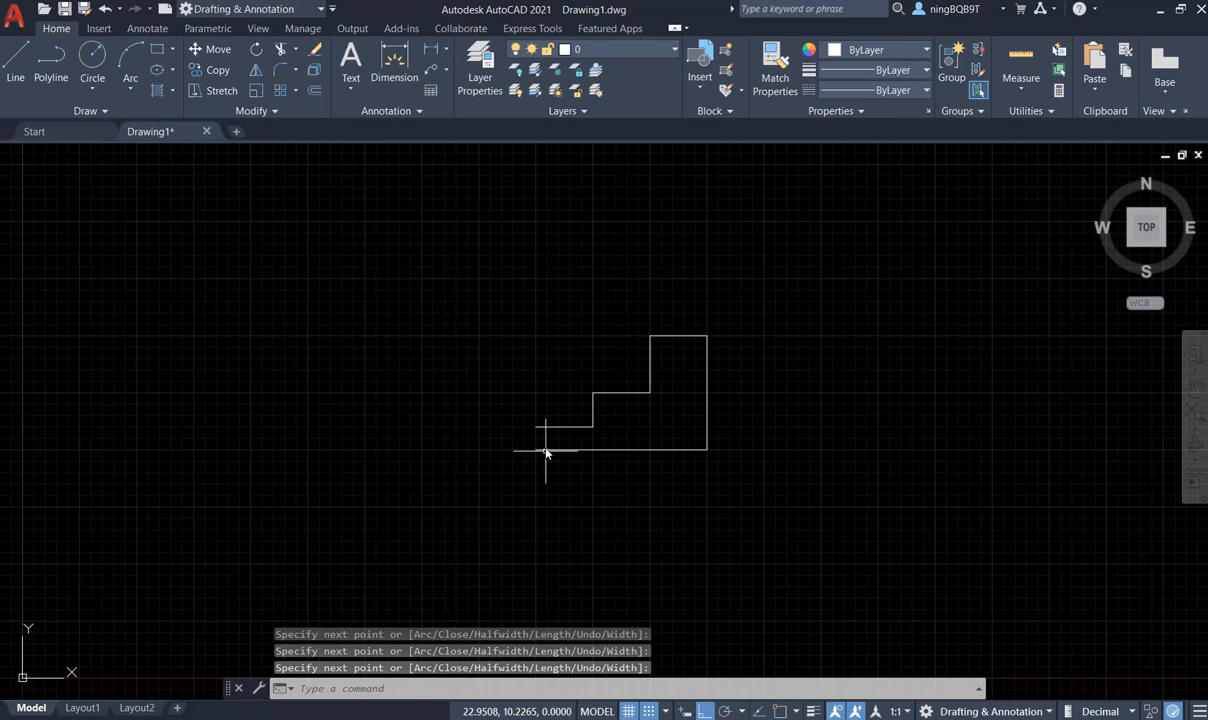 A Drafting & Annotation Autodesk AutoCAD 2021 Drawing1.dwg Type a keyword or phrase ningBQB9T ?
Home Insert Annotate Parametric View Manage Output Add-ins Collaborate Express Tools Featured Apps
Line Polyline Circle Arc Move Copy Stretch Text Dimension Layer Properties 0 Insert Match Properties ByLayer ByLayer ByLayer Group Measure Paste Base
Draw Modify Annotation Layers Block Properties Groups Utilities Clipboard View
Start Drawing1*
N
W TOP E
S
WCS
Y
X
Specify next point or [Arc/Close/Halfwidth/Length/Undo/Width]:
Specify next point or [Arc/Close/Halfwidth/Length/Undo/Width]:
Specify next point or [Arc/Close/Halfwidth/Length/Undo/Width]:
Type a command
Model Layout1 Layout2 + 22.9508, 10.2265, 0.0000 MODEL 1:1 Drafting & Annotation Decimal